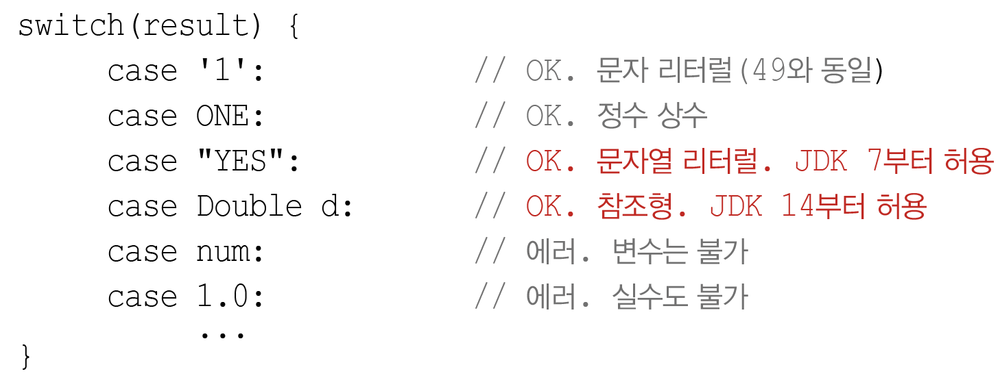 switch(result) {
case '1': // OK. 문자 리터럴(49와 동일)
case ONE: // OK. 정수 상수
case "YES": // OK. 문자열 리터럴. JDK 7부터 허용
case Double d: // OK. 참조형. JDK 14부터 허용
case num: // 에러. 변수는 불가
case 1.0: // 에러. 실수도 불가
...
}